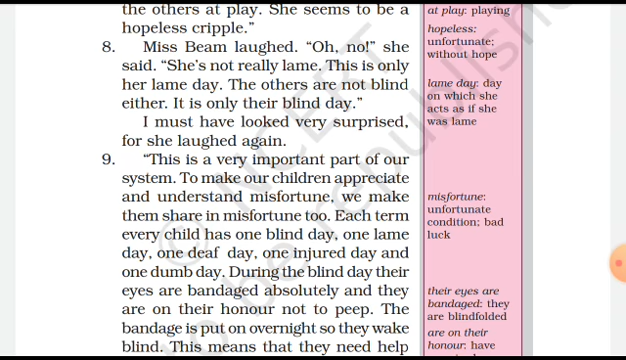 the others at play. She seems to be a
hopeless cripple.”
8. Miss Beam laughed. “Oh, no!” she
said. “She’s not really lame. This is only
her lame day. The others are not blind
either. It is only their blind day.”
I must have looked very surprised,
for she laughed again.
9. “This is a very important part of our
system. To make our children appreciate
and understand misfortune, we make
them share in misfortune too. Each term
every child has one blind day, one lame
day, one deaf day, one injured day and
one dumb day. During the blind day their
eyes are bandaged absolutely and they
are on their honour not to peep. The
bandage is put on overnight so they wake
blind. This means that they need help
at play: playing
hopeless:
unfortunate;
without hope
lame day: day
on which she
acts as if she
was lame
misfortune:
unfortunate
condition; bad
luck
their eyes are
bandaged: they
are blindfolded
are on their
honour: have
© NCERT
be republished